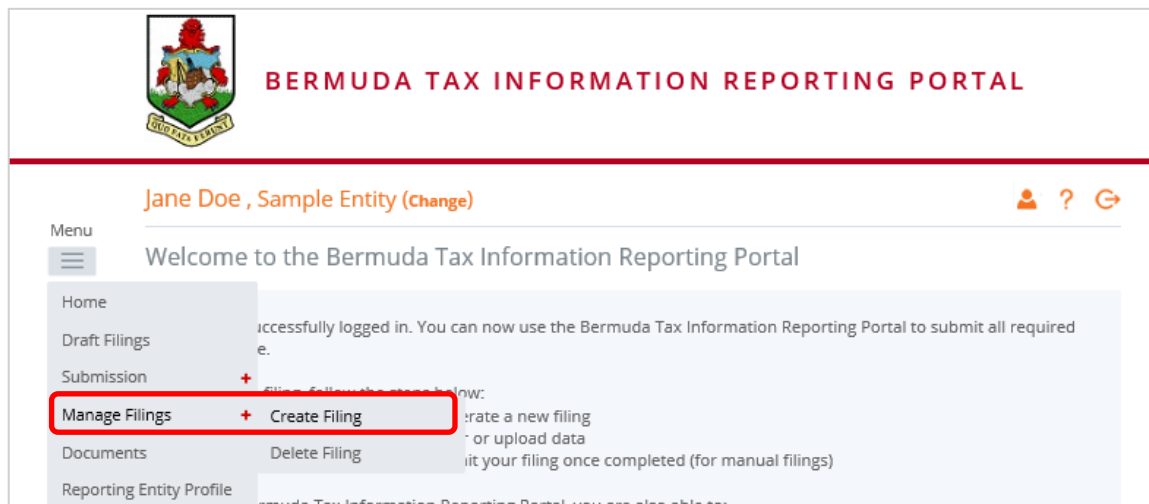 BERMUDA TAX INFORMATION REPORTING PORTAL
QUO FATA FERUNT
Jane Doe , Sample Entity (Change)
?
Menu
Welcome to the Bermuda Tax Information Reporting Portal
Home
uccessfully logged in. You can now use the Bermuda Tax Information Reporting Portal to submit all required
Draft Filings
e.
Submission +
filing, follow the steps below:
Manage Filings + Create Filing
erate a new filing
r or upload data
Documents Delete Filing
it your filing once completed (for manual filings)
Reporting Entity Profile
Tax Information Reporting Portal, you are also able to: